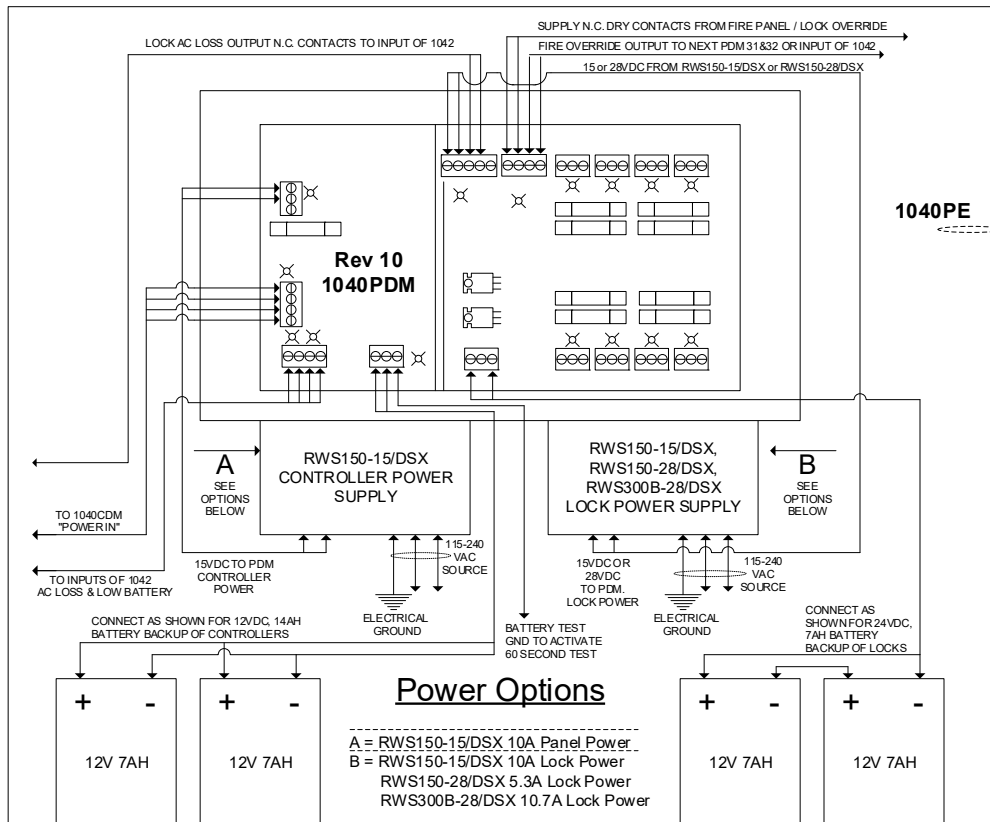 SUPPLY N.C. DRY CONTACTS FROM FIRE PANEL / LOCK OVERRIDE
LOCK AC LOSS OUTPUT N.C. CONTACTS TO INPUT OF 1042
FIRE OVERRIDE OUTPUT TO NEXT PDM 31&32 OR INPUT OF 1042
15 or 28VDC FROM RWS150-15/DSX or RWS150-28/DSX
1040PE
Rev 10
1040PDM
RWS150-15/DSX
CONTROLLER POWER
SUPPLY
RWS150-15/DSX,
RWS150-28/DSX,
RWS300B-28/DSX
LOCK POWER SUPPLY
A
SEE
OPTIONS
BELOW
B
SEE
OPTIONS
BELOW
TO 1040CDM
"POWER IN"
TO INPUTS OF 1042
AC LOSS & LOW BATTERY
15VDC TO PDM
CONTROLLER
POWER
115-240
VAC
SOURCE
ELECTRICAL
GROUND
15VDC OR
28VDC
TO PDM.
LOCK POWER
115-240
VAC
SOURCE
ELECTRICAL
GROUND
CONNECT AS SHOWN FOR 12VDC, 14AH
BATTERY BACKUP OF CONTROLLERS
BATTERY TEST
GND TO ACTIVATE
60 SECOND TEST
CONNECT AS
SHOWN FOR 24VDC,
7AH BATTERY
BACKUP OF LOCKS
+ -
12V 7AH
+ -
12V 7AH
Power Options
A = RWS150-15/DSX 10A Panel Power
B = RWS150-15/DSX 10A Lock Power
RWS150-28/DSX 5.3A Lock Power
RWS300B-28/DSX 10.7A Lock Power
+ -
12V 7AH
+ -
12V 7AH